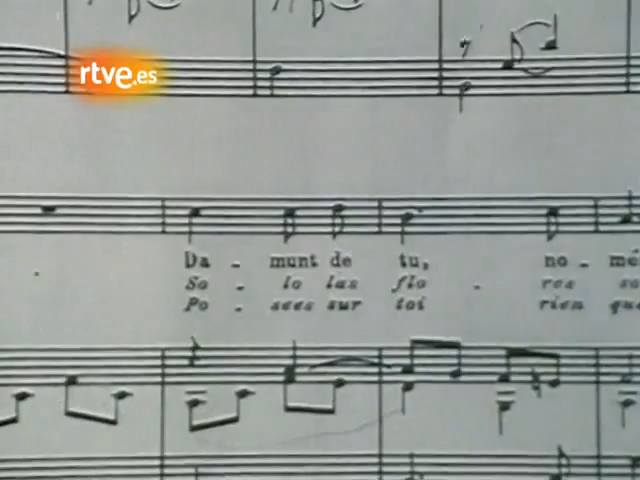 rtve.es
Da - munt de tu, no - mé
So - lo las flo - res so
Po - sees sur toi rien que